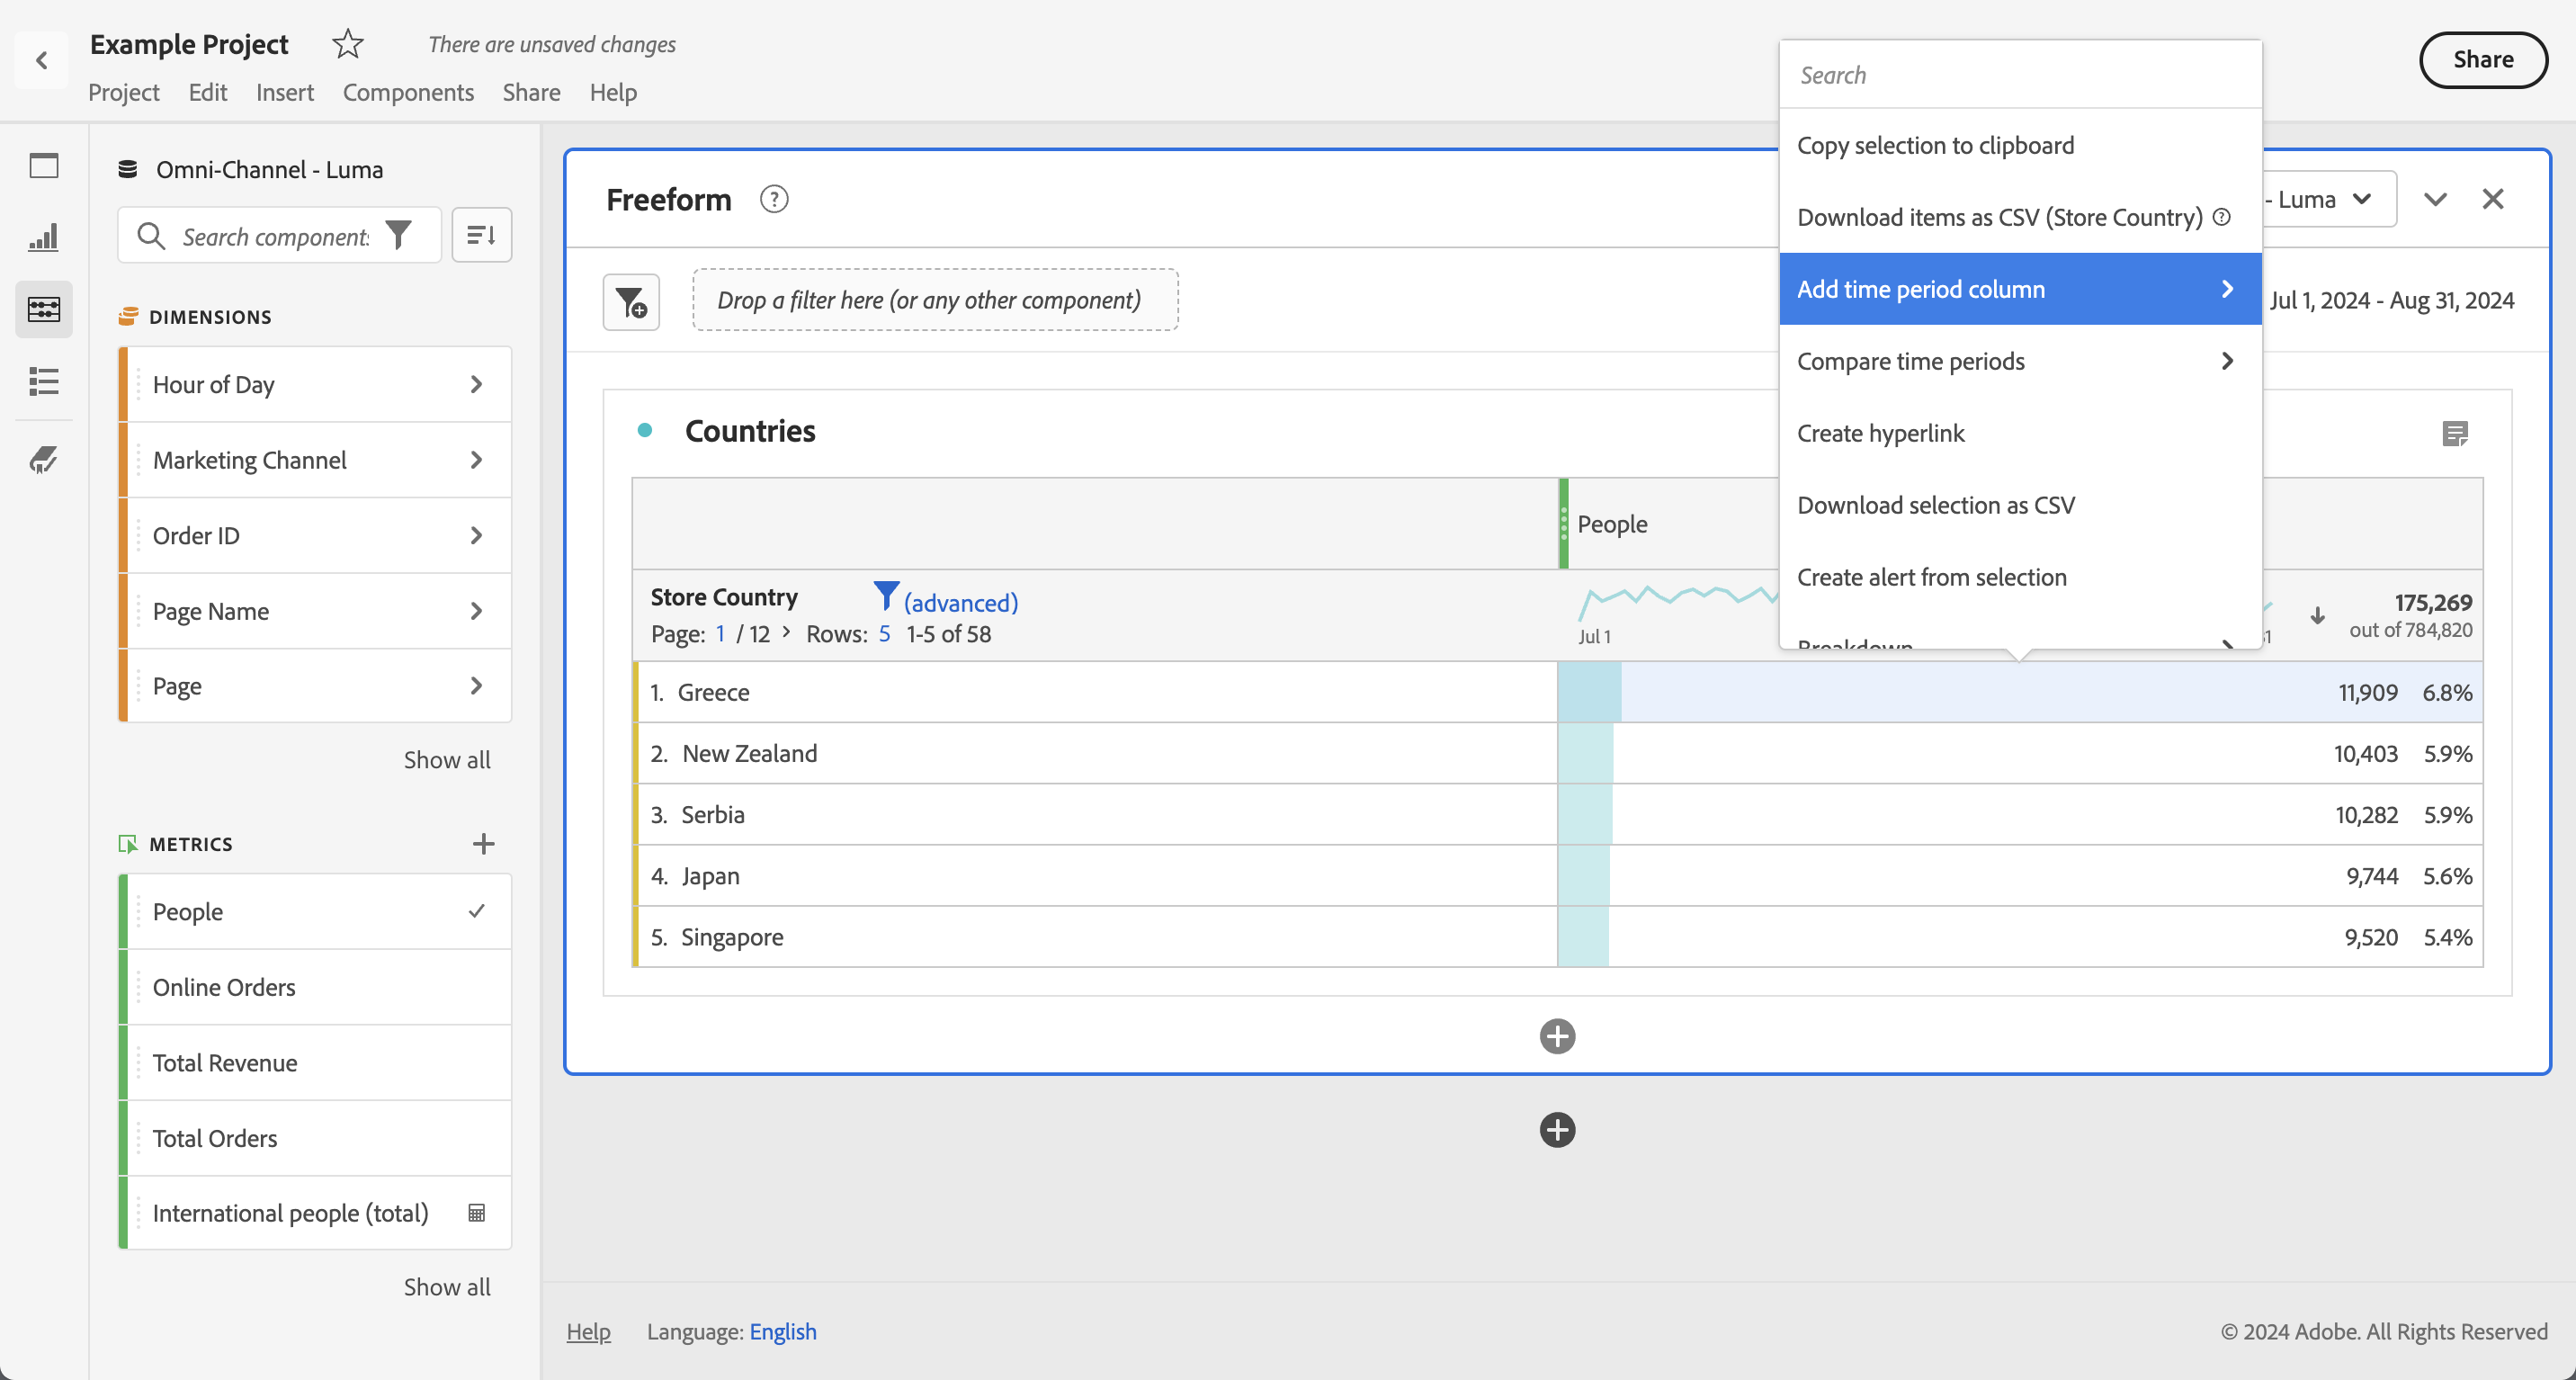 Example Project
There are unsaved changes
Project Edit Insert Components Share Help
Share
Omni-Channel - Luma
Search component
DIMENSIONS
Hour of Day
Marketing Channel
Order ID
Page Name
Page
Show all
METRICS
People
Online Orders
Total Revenue
Total Orders
International people (total)
Show all
Freeform
- Luma
Drop a filter here (or any other component)
Jul 1, 2024 - Aug 31, 2024
Countries
People
Store Country (advanced)
Page: 1 / 12 > Rows: 5 1-5 of 58
Jul 1
175,269
out of 784,820
1. Greece 11,909 6.8%
2. New Zealand 10,403 5.9%
3. Serbia 10,282 5.9%
4. Japan 9,744 5.6%
5. Singapore 9,520 5.4%
Search
Copy selection to clipboard
Download items as CSV (Store Country)
Add time period column
Compare time periods
Create hyperlink
Download selection as CSV
Create alert from selection
Breakdown
Help Language: English
© 2024 Adobe. All Rights Reserved